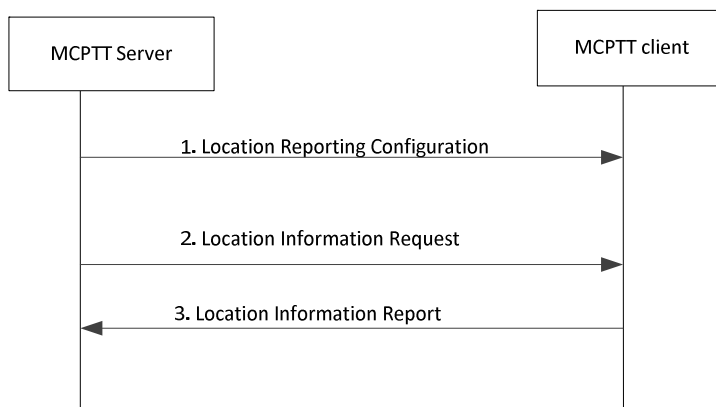 MCPTT Server
MCPTT client
1. Location Reporting Configuration
2. Location Information Request
3. Location Information Report